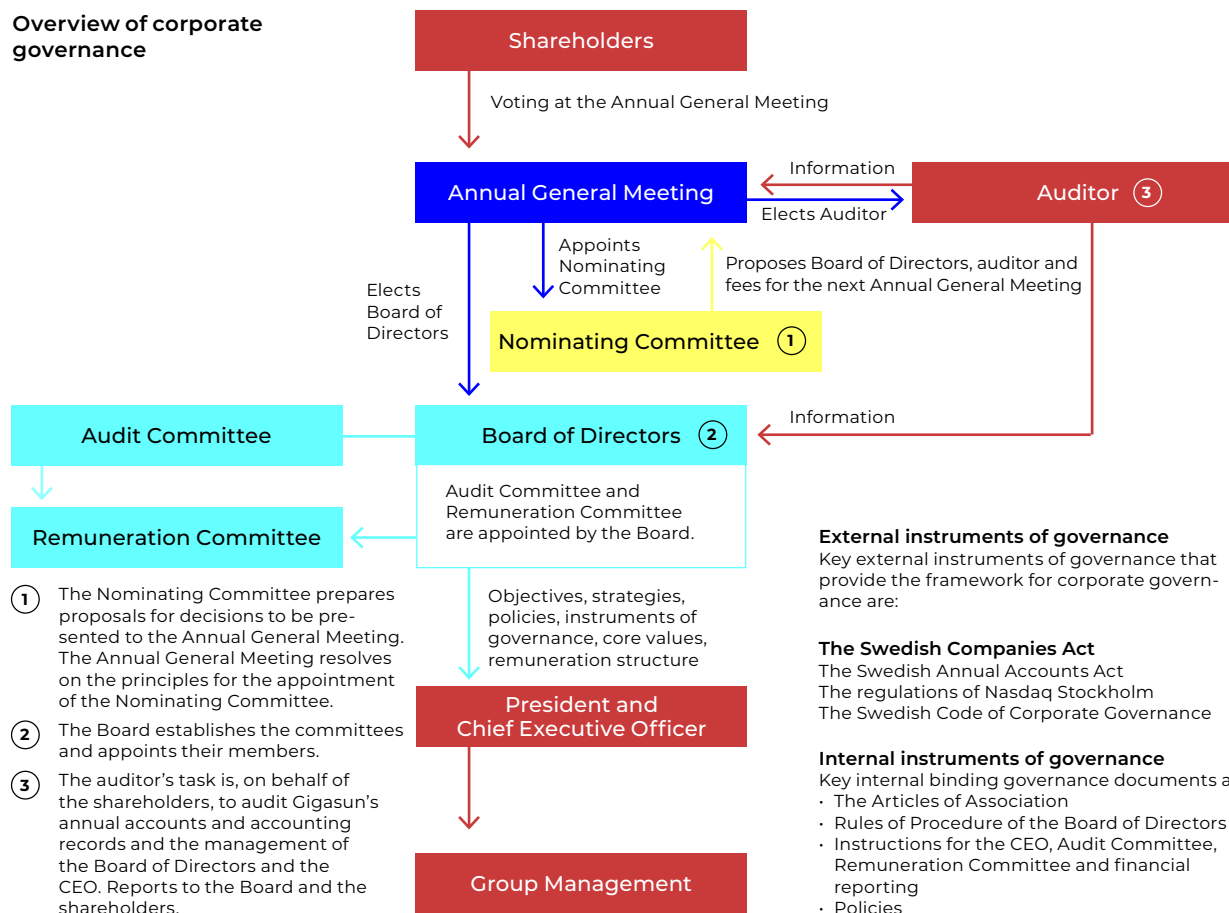 Overview of corporate
governance
Shareholders
Voting at the Annual General Meeting
Annual General Meeting
Information
Elects Auditor
Auditor 3
Appoints
Nominating
Committee
Proposes Board of Directors, auditor and
fees for the next Annual General Meeting
Elects
Board of
Directors
Nominating Committee 1
Audit Committee
Board of Directors 2
Information
Audit Committee and
Remuneration Committee
are appointed by the Board.
Remuneration Committee
1 The Nominating Committee prepares
proposals for decisions to be pre-
sented to the Annual General Meeting.
The Annual General Meeting resolves
on the principles for the appointment
of the Nominating Committee.
2 The Board establishes the committees
and appoints their members.
3 The auditor's task is, on behalf of
the shareholders, to audit Gigasun's
annual accounts and accounting
records and the management of
the Board of Directors and the
CEO. Reports to the Board and the
shareholders.
Objectives, strategies,
policies, instruments of
governance, core values,
remuneration structure
President and
Chief Executive Officer
Group Management
External instruments of governance
Key external instruments of governance that
provide the framework for corporate govern-
ance are:
The Swedish Companies Act
The Swedish Annual Accounts Act
The regulations of Nasdaq Stockholm
The Swedish Code of Corporate Governance
Internal instruments of governance
Key internal binding governance documents
• The Articles of Association
• Rules of Procedure of the Board of Directors
• Instructions for the CEO, Audit Committee,
Remuneration Committee and financial
reporting
• Policies